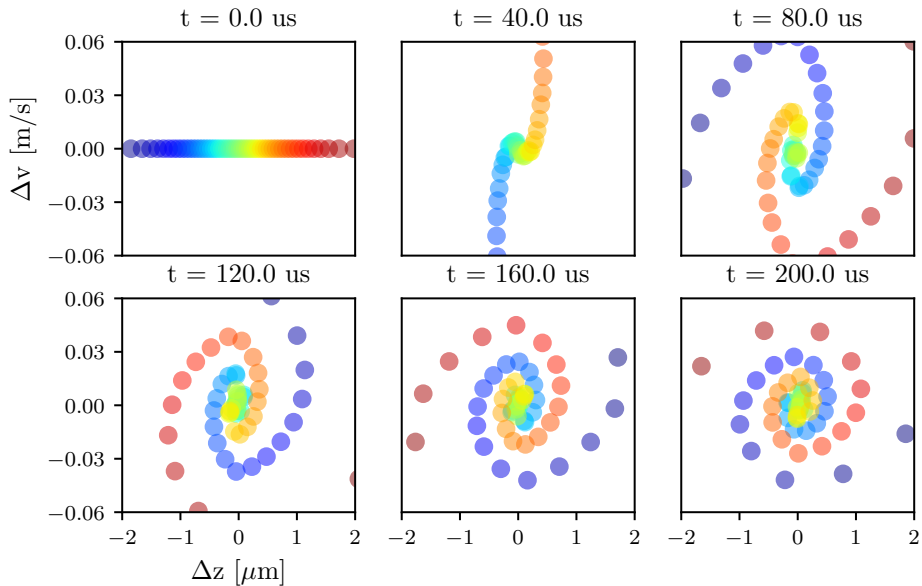 t = 0.0 us
t = 40.0 us
t = 80.0 us
0.06
0.03
0.00
−0.03
−0.06
Δv [m/s]
t = 120.0 us
t = 160.0 us
t = 200.0 us
0.06
0.03
0.00
−0.03
−0.06
−2 −1 0 1 2
−2 −1 0 1 2
−2 −1 0 1 2
Δz [μm]